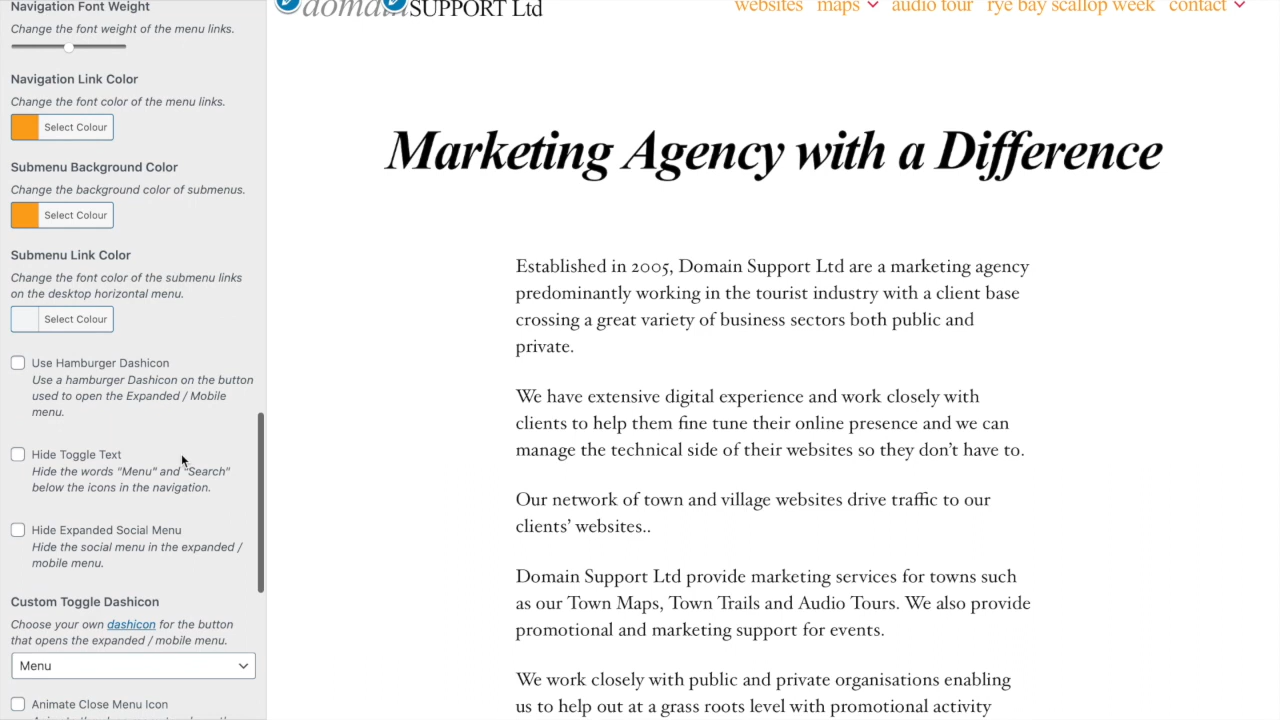 Navigation Font Weight
Change the font weight of the menu links.
Navigation Link Color
Change the font color of the menu links.
Select Colour
Submenu Background Color
Change the background color of submenus.
Select Colour
Submenu Link Color
Change the font color of the submenu links
on the desktop horizontal menu.
Select Colour
Use Hamburger Dashicon
Use a hamburger Dashicon on the button
used to open the Expanded / Mobile
menu.
Hide Toggle Text
Hide the words "Menu" and "Search"
below the icons in the navigation.
Hide Expanded Social Menu
Hide the social menu in the expanded /
mobile menu.
Custom Toggle Dashicon
Choose your own dashicon for the button
that opens the expanded / mobile menu.
Menu
Animate Close Menu Icon
domain SUPPORT Ltd
websites maps audio tour rye bay scallop week contact
Marketing Agency with a Difference
Established in 2005, Domain Support Ltd are a marketing agency
predominantly working in the tourist industry with a client base
crossing a great variety of business sectors both public and
private.
We have extensive digital experience and work closely with
clients to help them fine tune their online presence and we can
manage the technical side of their websites so they don’t have to.
Our network of town and village websites drive traffic to our
clients’ websites..
Domain Support Ltd provide marketing services for towns such
as our Town Maps, Town Trails and Audio Tours. We also provide
promotional and marketing support for events.
We work closely with public and private organisations enabling
us to help out at a grass roots level with promotional activity